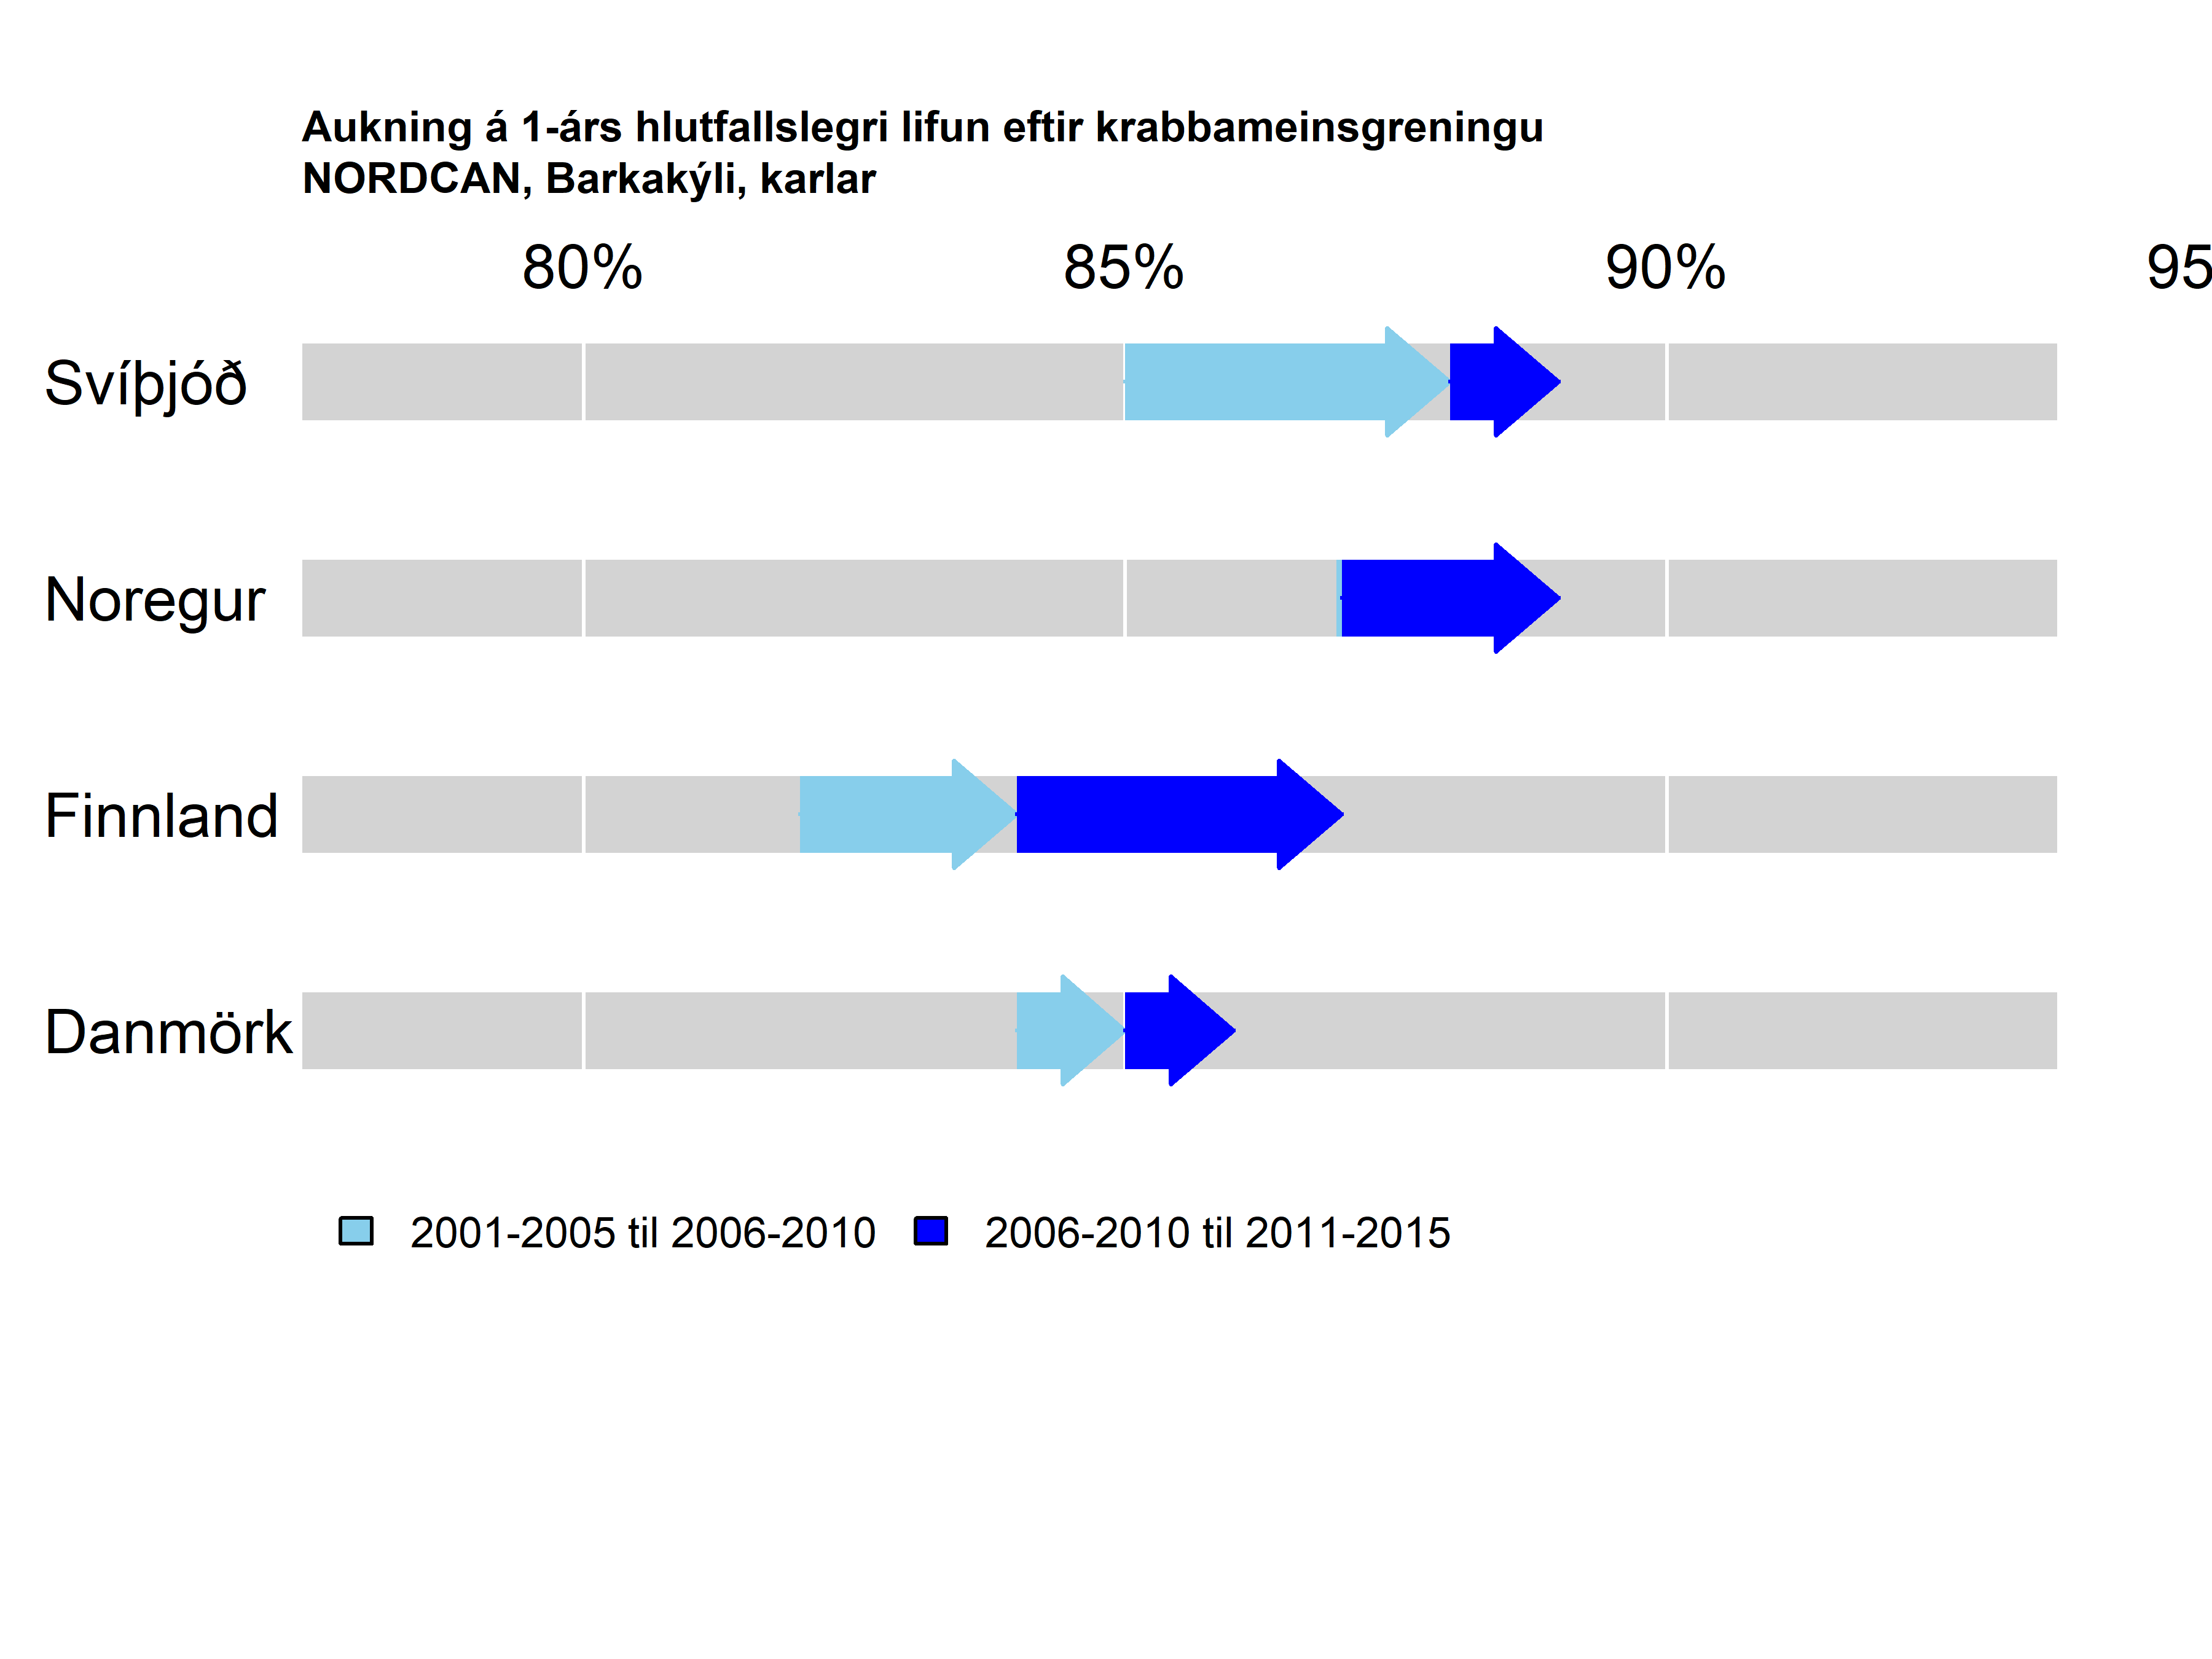 Aukning á 1-árs hlutfallslegri lifun eftir krabbameinsgreningu
NORDCAN, Barkakýli, karlar
80% 85% 90% 95
Svíþjóð
Noregur
Finnland
Danmörk
2001-2005 til 2006-2010 2006-2010 til 2011-2015